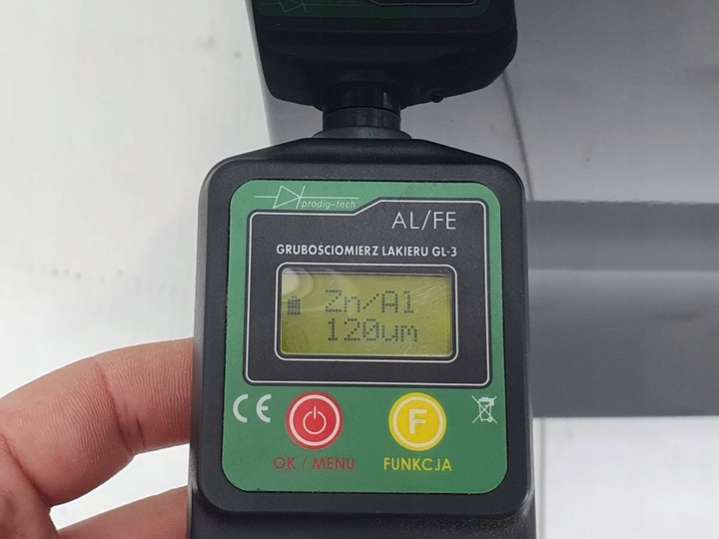 prodig-tech
AL/FE
GRUBOŚCIOMIERZ LAKIERU GL-3
Zn/Al
120um
CE
F
OK / MENU
FUNKCJA